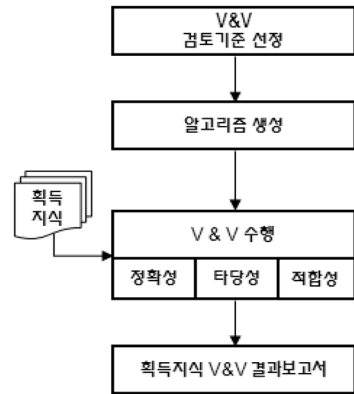 V&V
검토기준 선정
알고리즘 생성
획득
지식
V & V 수행
정확성 타당성 적합성
획득지식 V&V 결과보고서